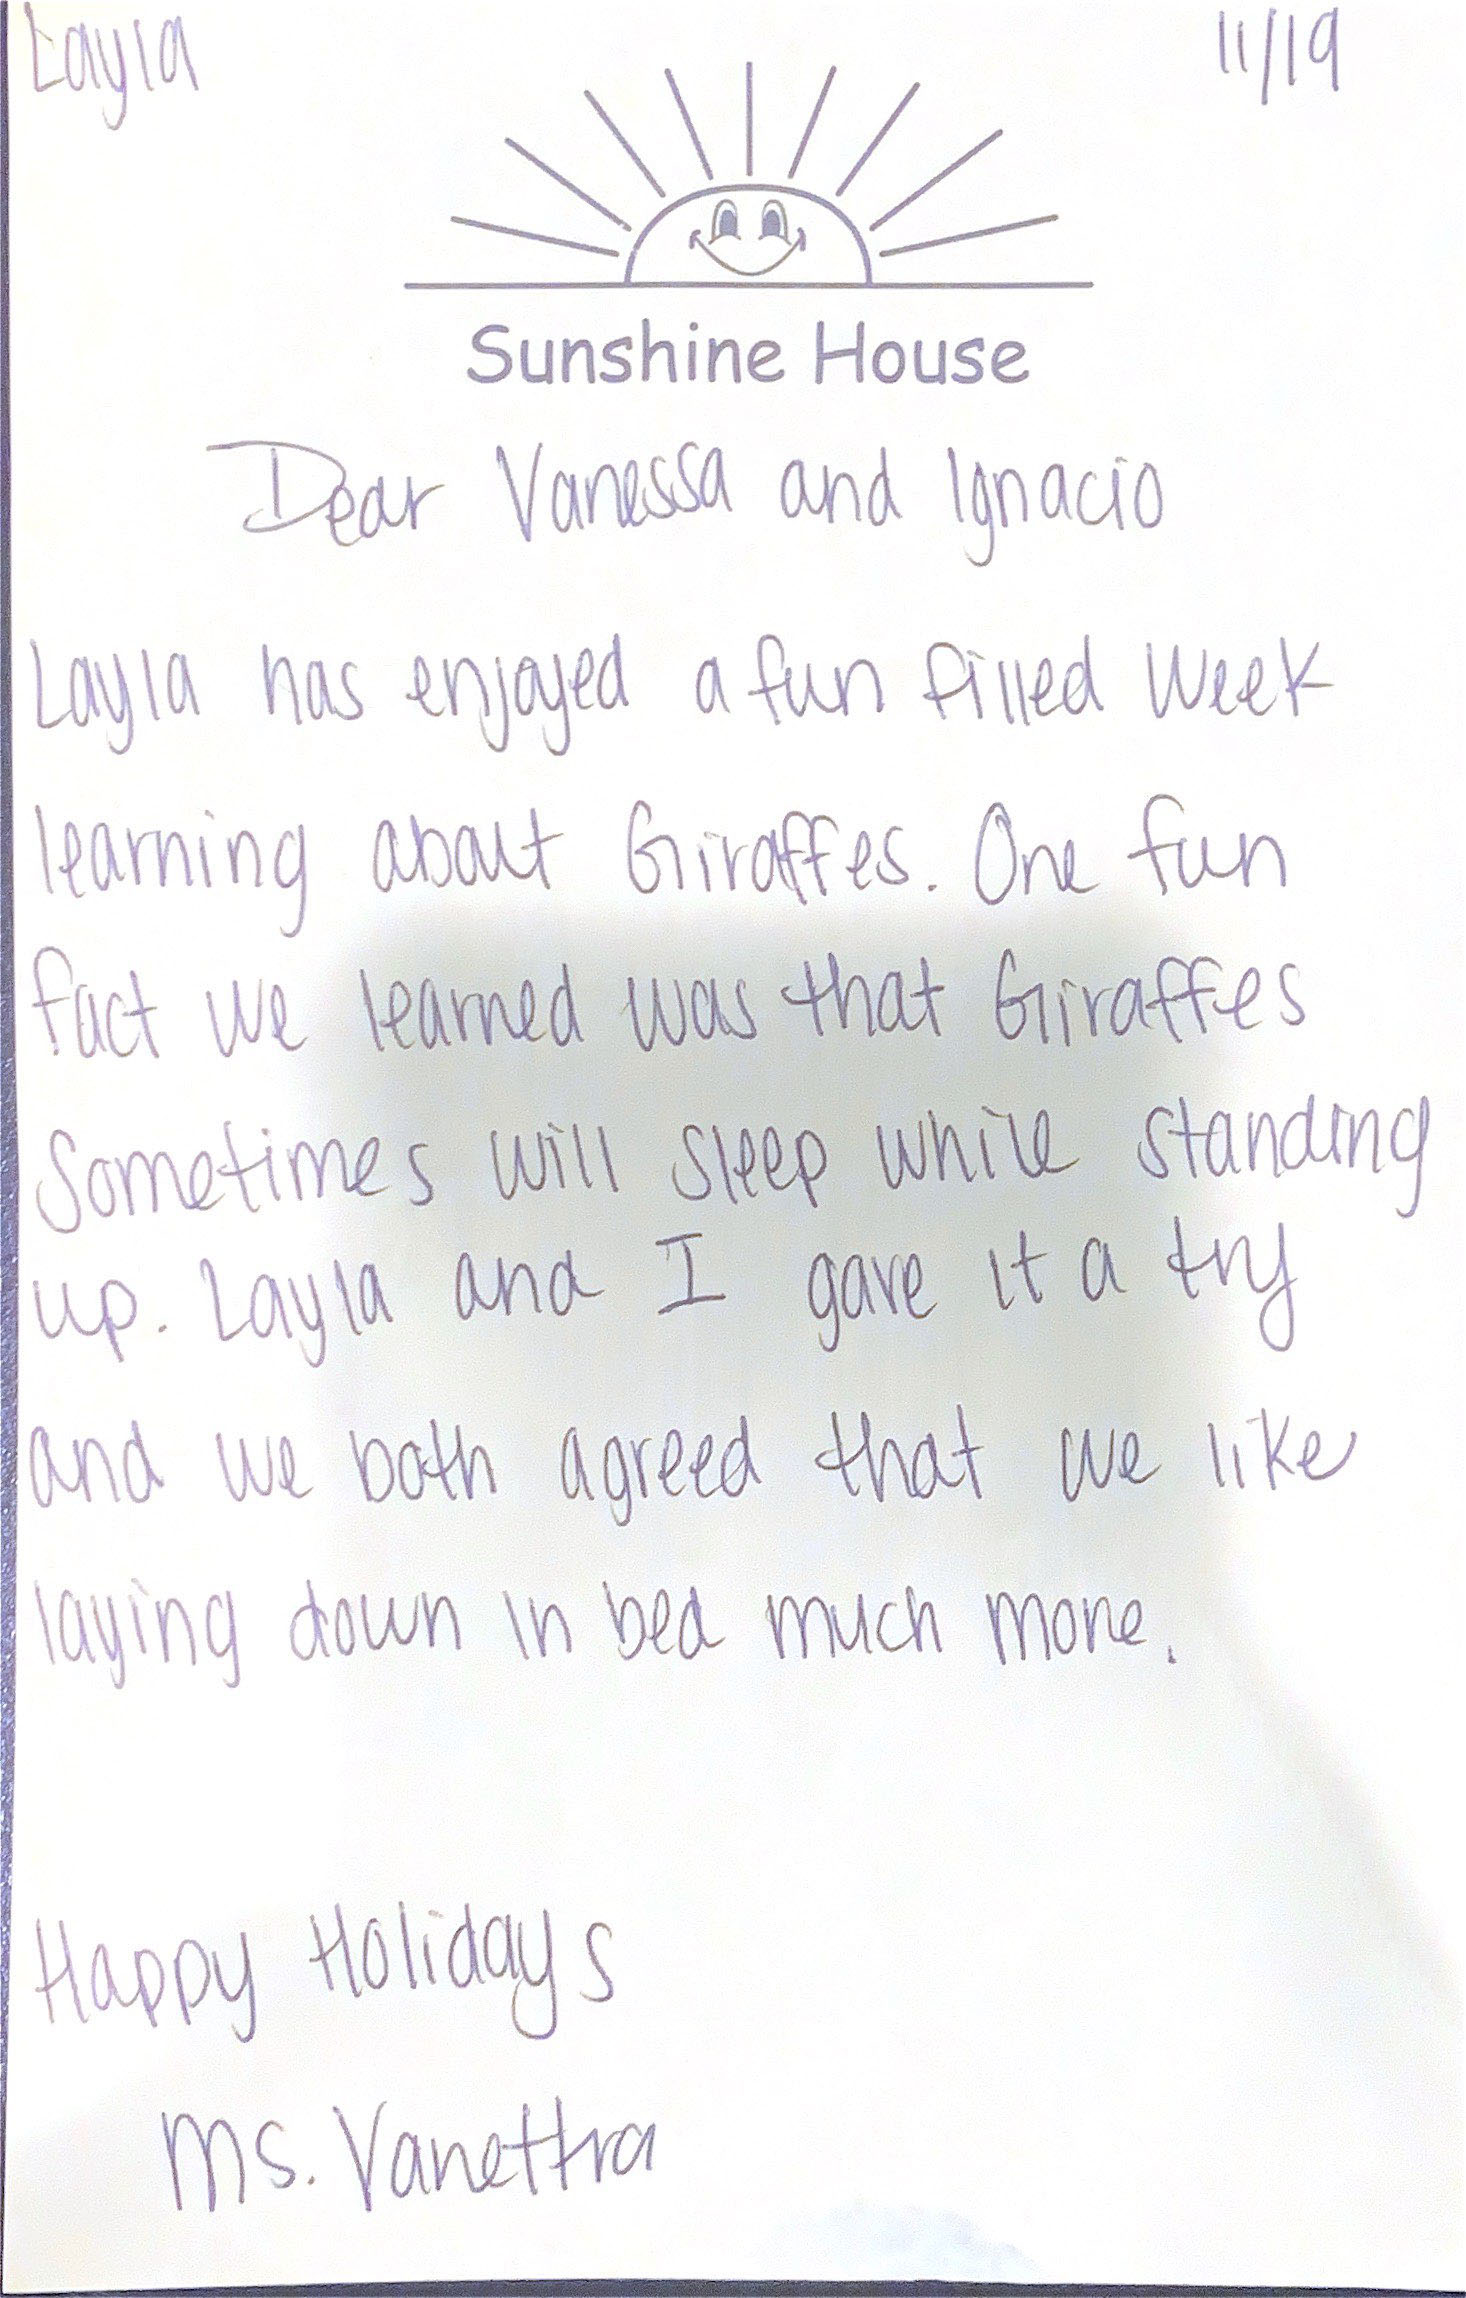 Layla 11/19
Sunshine House
Dear Vanessa and Ignacio
Layla has enjoyed a fun filled week
learning about Giraffes. One fun
fact we learned was that Giraffes
Sometimes will sleep while standing
up. Layla and I gave it a try
and we both agreed that we like
laying down in bed much more.
Happy Holidays
Ms. Vanettra